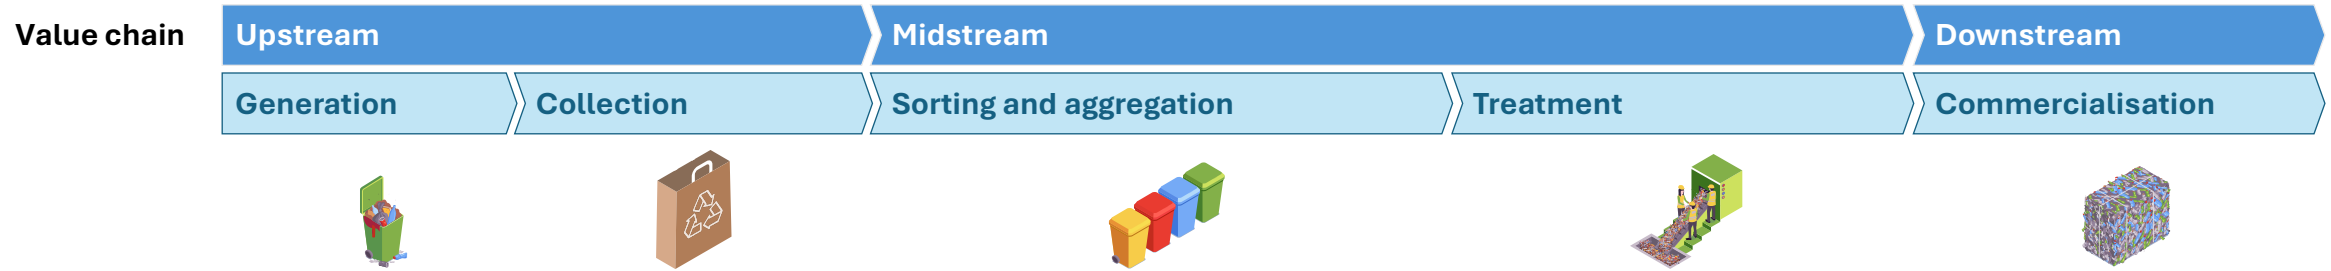 Value chain
Upstream
Midstream
Downstream
Generation
Collection
Sorting and aggregation
Treatment
Commercialisation